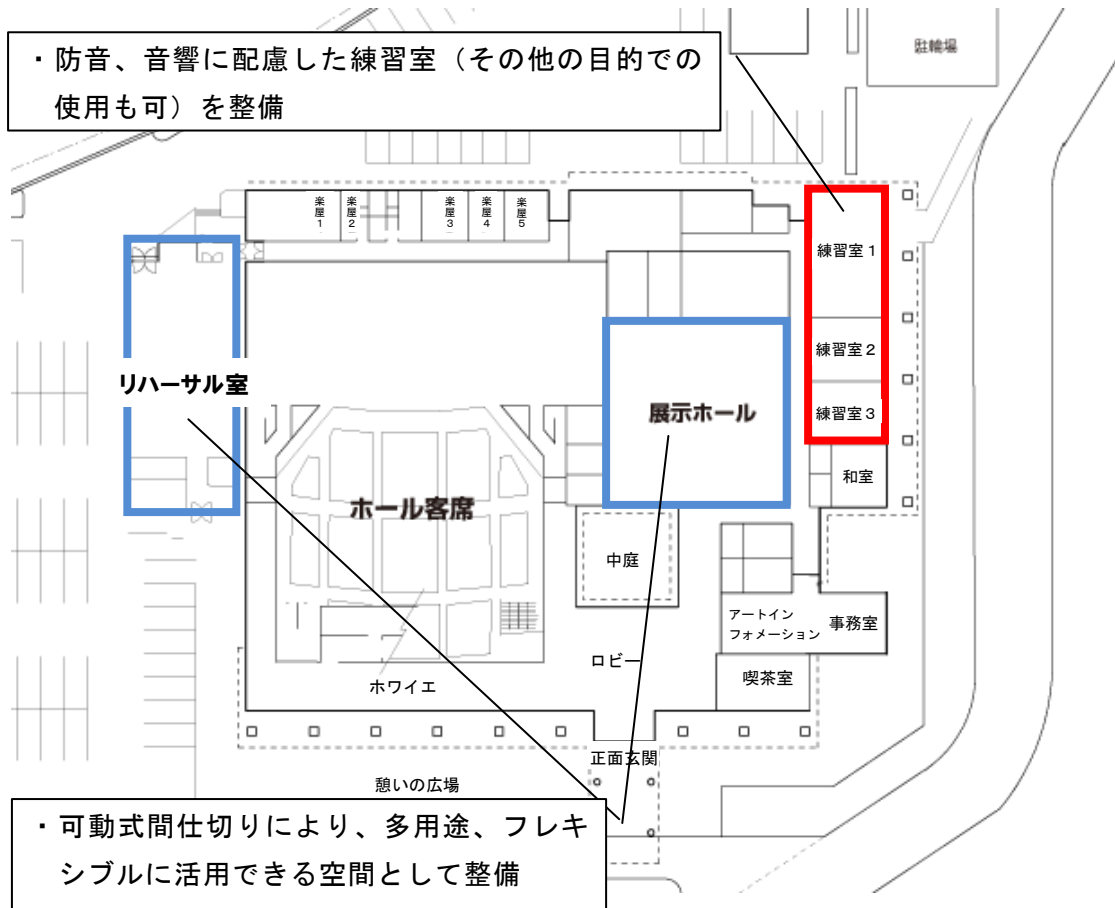 駐輪場
・防音、音響に配慮した練習室（その他の目的での
使用も可）を整備
楽屋1
楽屋2
楽屋3
楽屋4
楽屋5
練習室1
練習室2
練習室3
リハーサル室
展示ホール
和室
ホール客席
中庭
アートイン
フォメーション
事務室
ロビー
喫茶室
ホワイエ
正面玄関
憩いの広場
・可動式間仕切りにより、多用途、フレキ
シブルに活用できる空間として整備